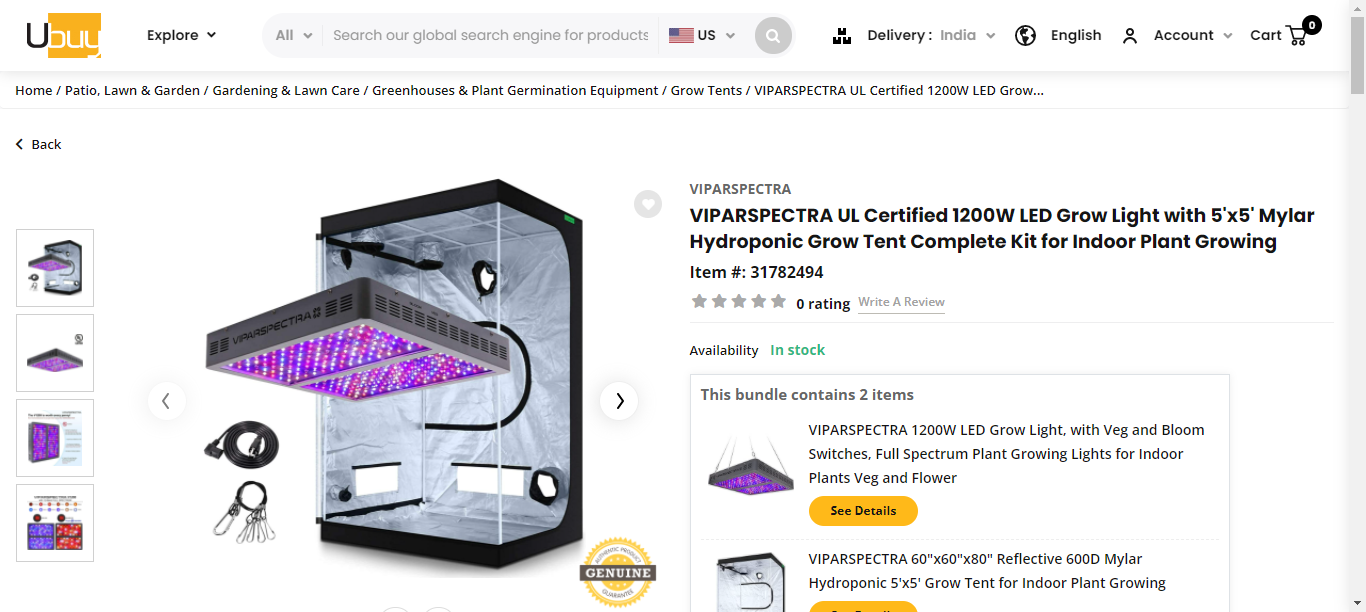 Ubuy
Explore
All
Search our global search engine for products
US
Delivery : India
English
Account
Cart
0
Home / Patio, Lawn & Garden / Gardening & Lawn Care / Greenhouses & Plant Germination Equipment / Grow Tents / VIPARSPECTRA UL Certified 1200W LED Grow...
Back
VIPARSPECTRA
VIPARSPECTRA UL Certified 1200W LED Grow Light with 5'x5' Mylar
Hydroponic Grow Tent Complete Kit for Indoor Plant Growing
Item #: 31782494
0 rating Write A Review
Availability In stock
This bundle contains 2 items
VIPARSPECTRA 1200W LED Grow Light, with Veg and Bloom
Switches, Full Spectrum Plant Growing Lights for Indoor
Plants Veg and Flower
See Details
VIPARSPECTRA 60"x60"x80" Reflective 600D Mylar
Hydroponic 5'x5' Grow Tent for Indoor Plant Growing
VIPARSPECTRA
AUTHENTIC PRODUCT
GENUINE
GUARANTEE